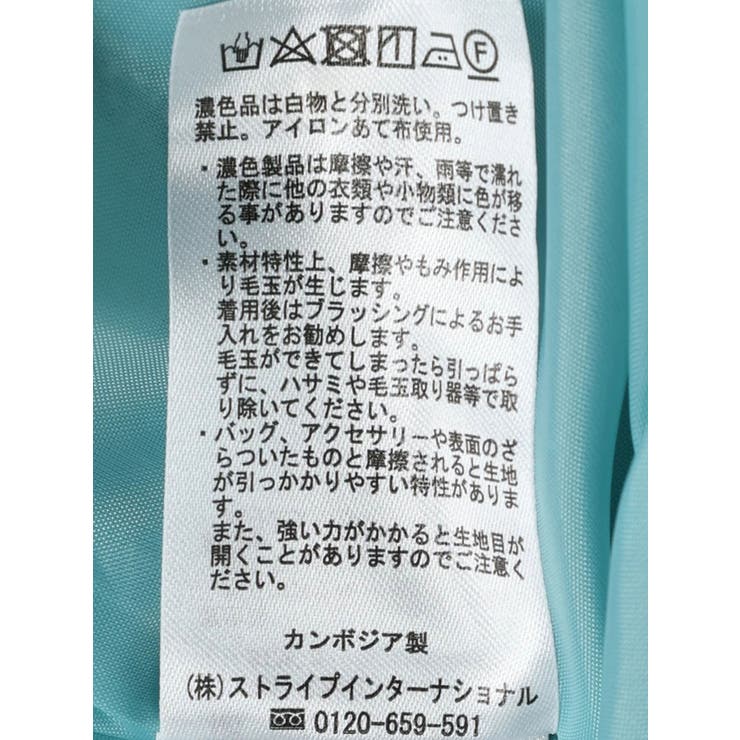 F
濃色品は白物と分別洗い。つけ置き
禁止。アイロンあて布使用。
・濃色製品は摩擦や汗、雨等で濡れ
た際に他の衣類や小物類に色が移
る事がありますのでご注意くださ
い。
・素材特性上、摩擦やもみ作用によ
り毛玉が生じます。
着用後はブラッシングによるお手
入れをお勧めします。
毛玉ができてしまったら引っぱら
ずに、ハサミや毛玉取り器等で取
り除いてください。
・バッグ、アクセサリーや表面のざ
らついたものと摩擦されると生地
が引っかかりやすい特性がありま
す。
また、強い力がかかると生地目が
開くことがありますのでご注意く
ださい。
カンボジア製
(株)ストライプインターナショナル
0120-659-591